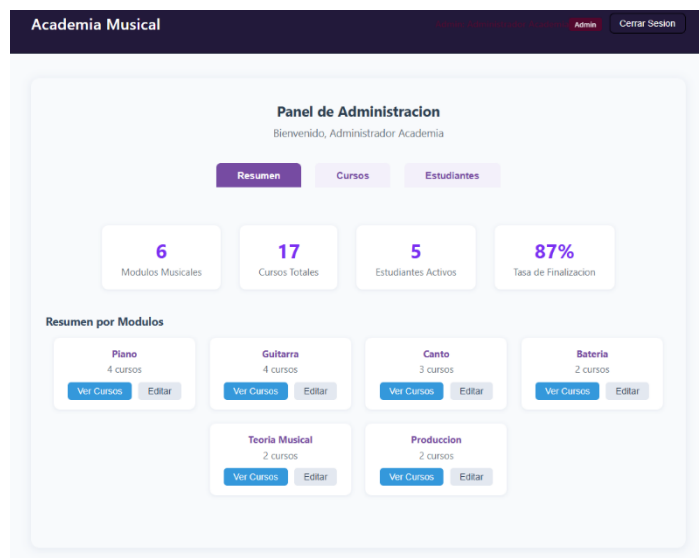 Academia Musical
Admin
Cerrar Sesion
Panel de Administracion
Bienvenido, Administrador Academia
Resumen
Cursos
Estudiantes
6
Modulos Musicales
17
Cursos Totales
5
Estudiantes Activos
87%
Tasa de Finalizacion
Resumen por Modulos
Piano
4 cursos
Ver Cursos
Editar
Guitarra
4 cursos
Ver Cursos
Editar
Canto
3 cursos
Ver Cursos
Editar
Bateria
2 cursos
Ver Cursos
Editar
Teoria Musical
2 cursos
Ver Cursos
Editar
Produccion
2 cursos
Ver Cursos
Editar